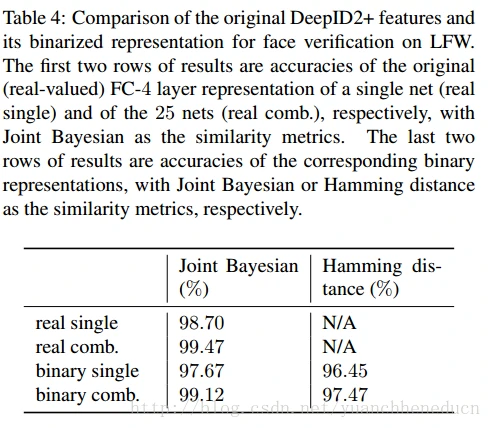 Table 4: Comparison of the original DeepID2+ features and
its binarized representation for face verification on LFW.
The first two rows of results are accuracies of the original
(real-valued) FC-4 layer representation of a single net (real
single) and of the 25 nets (real comb.), respectively, with
Joint Bayesian as the similarity metrics. The last two
rows of results are accuracies of the corresponding binary
representations, with Joint Bayesian or Hamming distance
as the similarity metrics, respectively.
Joint Bayesian Hamming dis-
(%) tance (%)
real single 98.70 N/A
real comb. 99.47 N/A
binary single 97.67 96.45
binary comb. 99.12 97.47
http://blog.csdn.net/yuanchheneducn